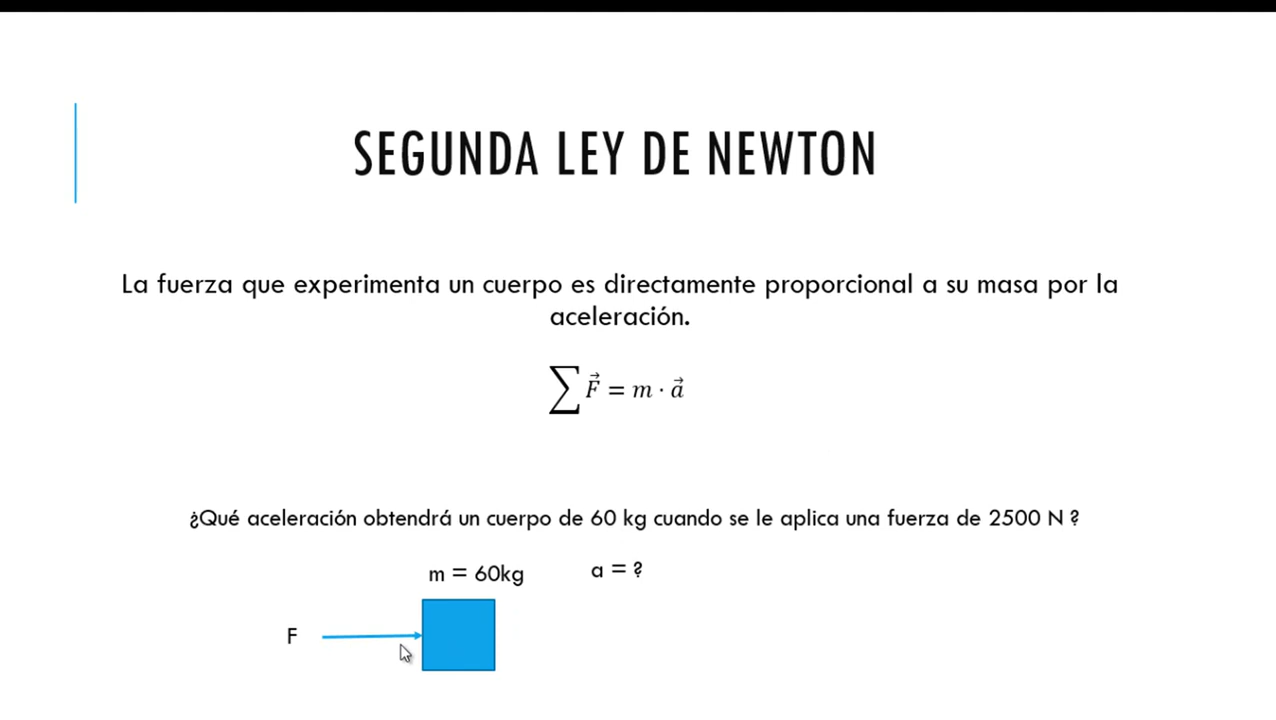 SEGUNDA LEY DE NEWTON
La fuerza que experimenta un cuerpo es directamente proporcional a su masa por la
aceleración.
∑F⃗ = m · a⃗
¿Qué aceleración obtendrá un cuerpo de 60 kg cuando se le aplica una fuerza de 2500 N ?
m = 60kg
a = ?
F